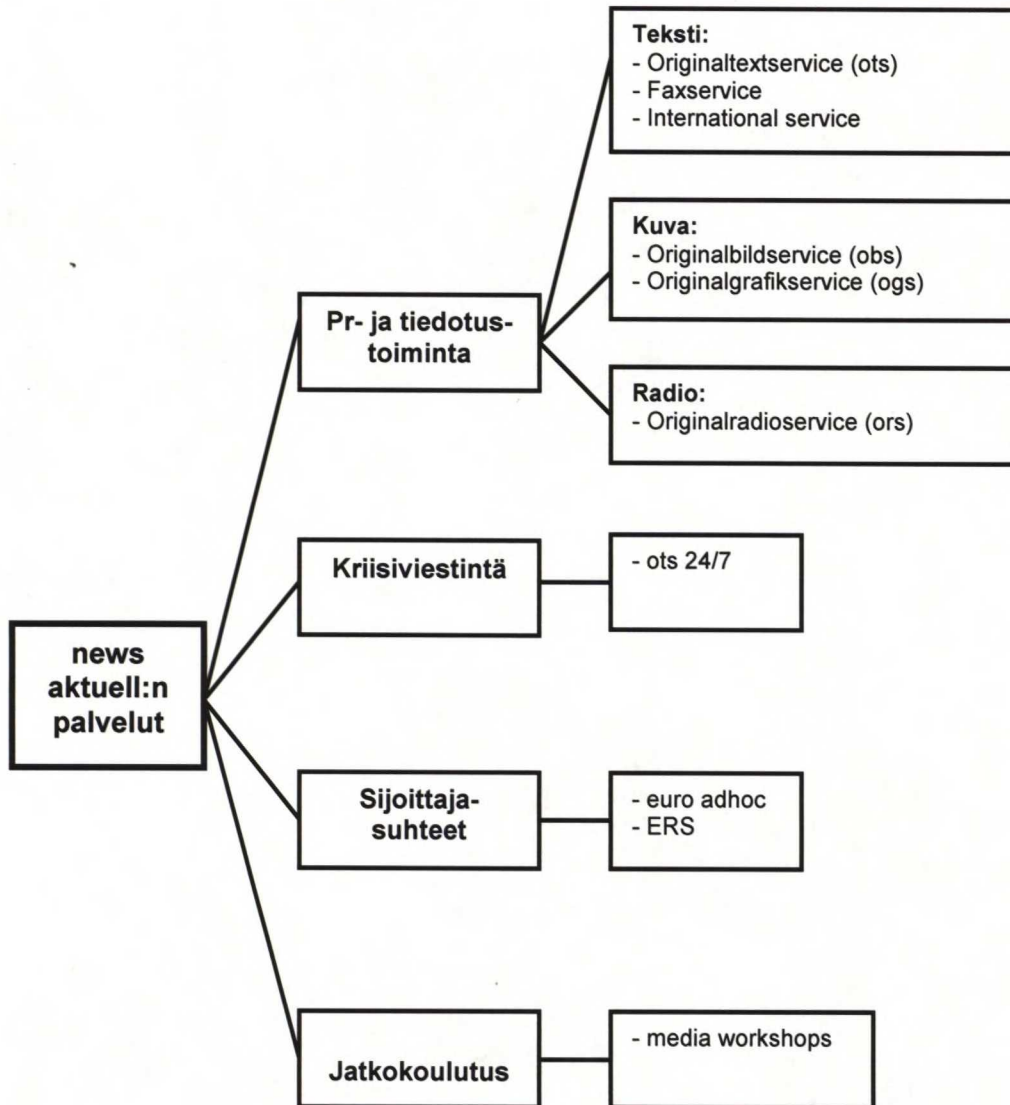 Teksti:
- Originaltextservice (ots)
- Faxservice
- International service
Kuva:
- Originalbildservice (obs)
- Originalgrafikservice (ogs)
Pr- ja tiedotus-
toiminta
Radio:
- Originalradioservice (ors)
Kriisiviestintä
- ots 24/7
news
aktuell:n
palvelut
Sijoittaja-
suhteet
- euro adhoc
- ERS
Jatkokoulutus
- media workshops